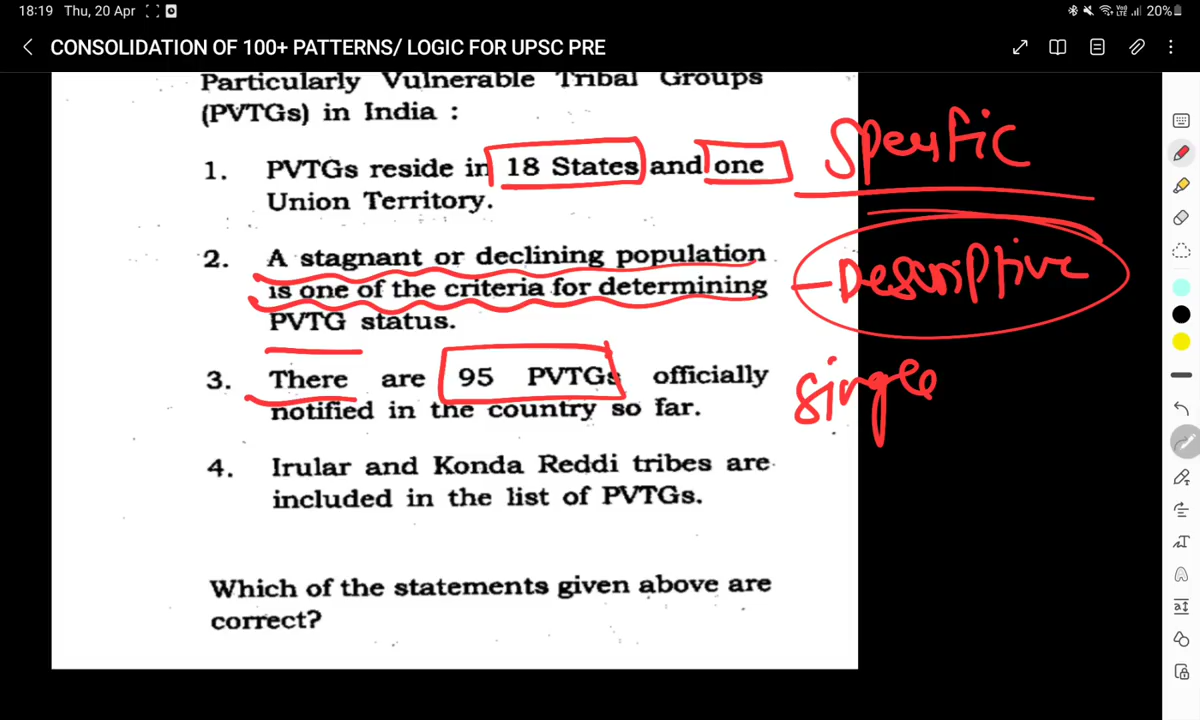 18:19 Thu, 20 Apr 20%
CONSOLIDATION OF 100+ PATTERNS/ LOGIC FOR UPSC PRE
Particularly Vulnerable Tribal Groups
(PVTGs) in India :
1. PVTGs reside in 18 States and one
Union Territory.
Specific
2. A stagnant or declining population
is one of the criteria for determining
PVTG status.
- Descriptive
3. There are 95 PVTGs officially
notified in the country so far.
single
4. Irular and Konda Reddi tribes are
included in the list of PVTGs.
Which of the statements given above are
correct?